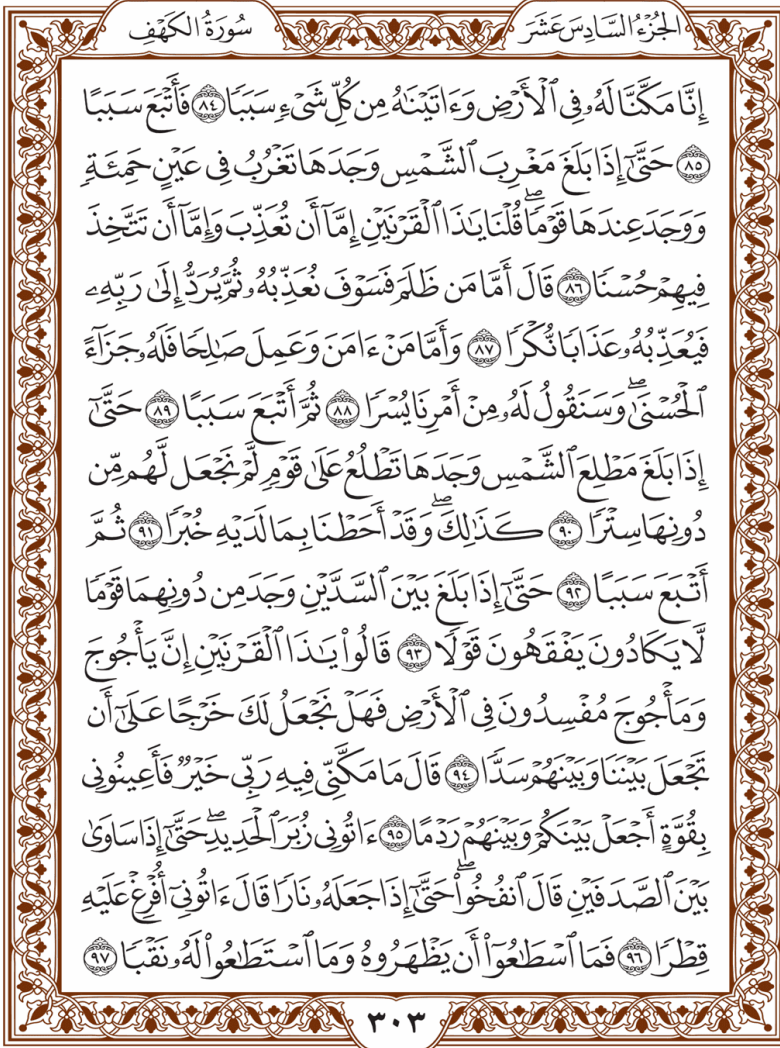 الجُزْءُ السَّادِسَ عَشَرَ
سُورَةُ الكَهْفِ
إِنَّا مَكَّنَّا لَهُۥ فِي ٱلْأَرْضِ وَءَاتَيْنَٰهُ مِن كُلِّ شَيْءٍ سَبَبًا ٨٤ فَأَتْبَعَ سَبَبًا
٨٥ حَتَّىٰٓ إِذَا بَلَغَ مَغْرِبَ ٱلشَّمْسِ وَجَدَهَا تَغْرُبُ فِي عَيْنٍ حَمِئَةٍ
وَوَجَدَ عِندَهَا قَوْمًاۖ قُلْنَا يَٰذَا ٱلْقَرْنَيْنِ إِمَّآ أَن تُعَذِّبَ وَإِمَّآ أَن تَتَّخِذَ
فِيهِمْ حُسْنًا ٨٦ قَالَ أَمَّا مَن ظَلَمَ فَسَوْفَ نُعَذِّبُهُۥ ثُمَّ يُرَدُّ إِلَىٰ رَبِّهِۦ
فَيُعَذِّبُهُۥ عَذَابًا نُّكْرًا ٨٧ وَأَمَّا مَنْ ءَامَنَ وَعَمِلَ صَٰلِحًا فَلَهُۥ جَزَآءً
ٱلْحُسْنَىٰۖ وَسَنَقُولُ لَهُۥ مِنْ أَمْرِنَا يُسْرًا ٨٨ ثُمَّ أَتْبَعَ سَبَبًا ٨٩ حَتَّىٰٓ
إِذَا بَلَغَ مَطْلِعَ ٱلشَّمْسِ وَجَدَهَا تَطْلُعُ عَلَىٰ قَوْمٍ لَّمْ نَجْعَل لَّهُم مِّن
دُونِهَا سِتْرًا ٩٠ كَذَٰلِكَۖ وَقَدْ أَحَطْنَا بِمَا لَدَيْهِ خُبْرًا ٩١ ثُمَّ
أَتْبَعَ سَبَبًا ٩٢ حَتَّىٰٓ إِذَا بَلَغَ بَيْنَ ٱلسَّدَّيْنِ وَجَدَ مِن دُونِهِمَا قَوْمًا
لَّا يَكَادُونَ يَفْقَهُونَ قَوْلًا ٩٣ قَالُوا۟ يَٰذَا ٱلْقَرْنَيْنِ إِنَّ يَأْجُوجَ
وَمَأْجُوجَ مُفْسِدُونَ فِي ٱلْأَرْضِ فَهَلْ نَجْعَلُ لَكَ خَرْجًا عَلَىٰٓ أَن
تَجْعَلَ بَيْنَنَا وَبَيْنَهُمْ سَدًّا ٩٤ قَالَ مَا مَكَّنِّي فِيهِ رَبِّي خَيْرٌ فَأَعِينُونِي
بِقُوَّةٍ أَجْعَلْ بَيْنَكُمْ وَبَيْنَهُمْ رَدْمًا ٩٥ ءَاتُونِي زُبَرَ ٱلْحَدِيدِۖ حَتَّىٰٓ إِذَا سَاوَىٰ
بَيْنَ ٱلصَّدَفَيْنِ قَالَ ٱنفُخُوا۟ۖ حَتَّىٰٓ إِذَا جَعَلَهُۥ نَارًا قَالَ ءَاتُونِيٓ أُفْرِغْ عَلَيْهِ
قِطْرًا ٩٦ فَمَا ٱسْطَٰعُوٓا۟ أَن يَظْهَرُوهُ وَمَا ٱسْتَطَٰعُوا۟ لَهُۥ نَقْبًا ٩٧
٣٠٣